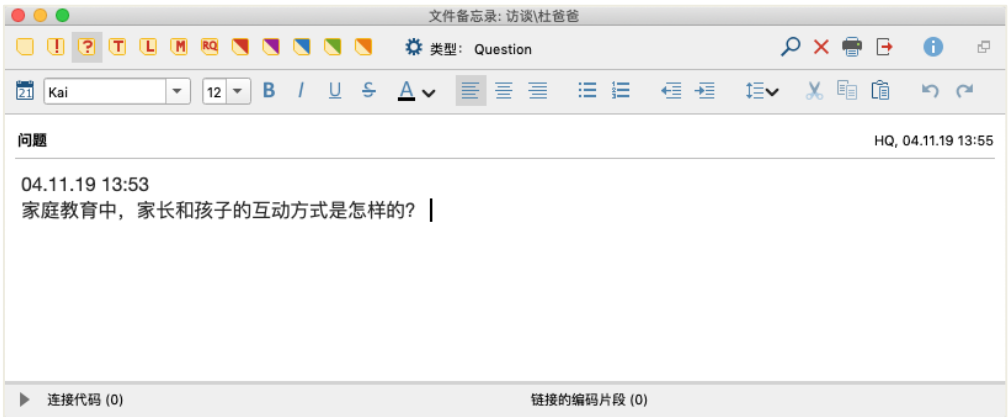 文件备忘录: 访谈\杜爸爸
! ? T L M RQ 类型: Question
21 Kai 12 B I U S A
问题 HQ, 04.11.19 13:55
04.11.19 13:53
家庭教育中，家长和孩子的互动方式是怎样的?
连接代码 (0) 链接的编码片段 (0)